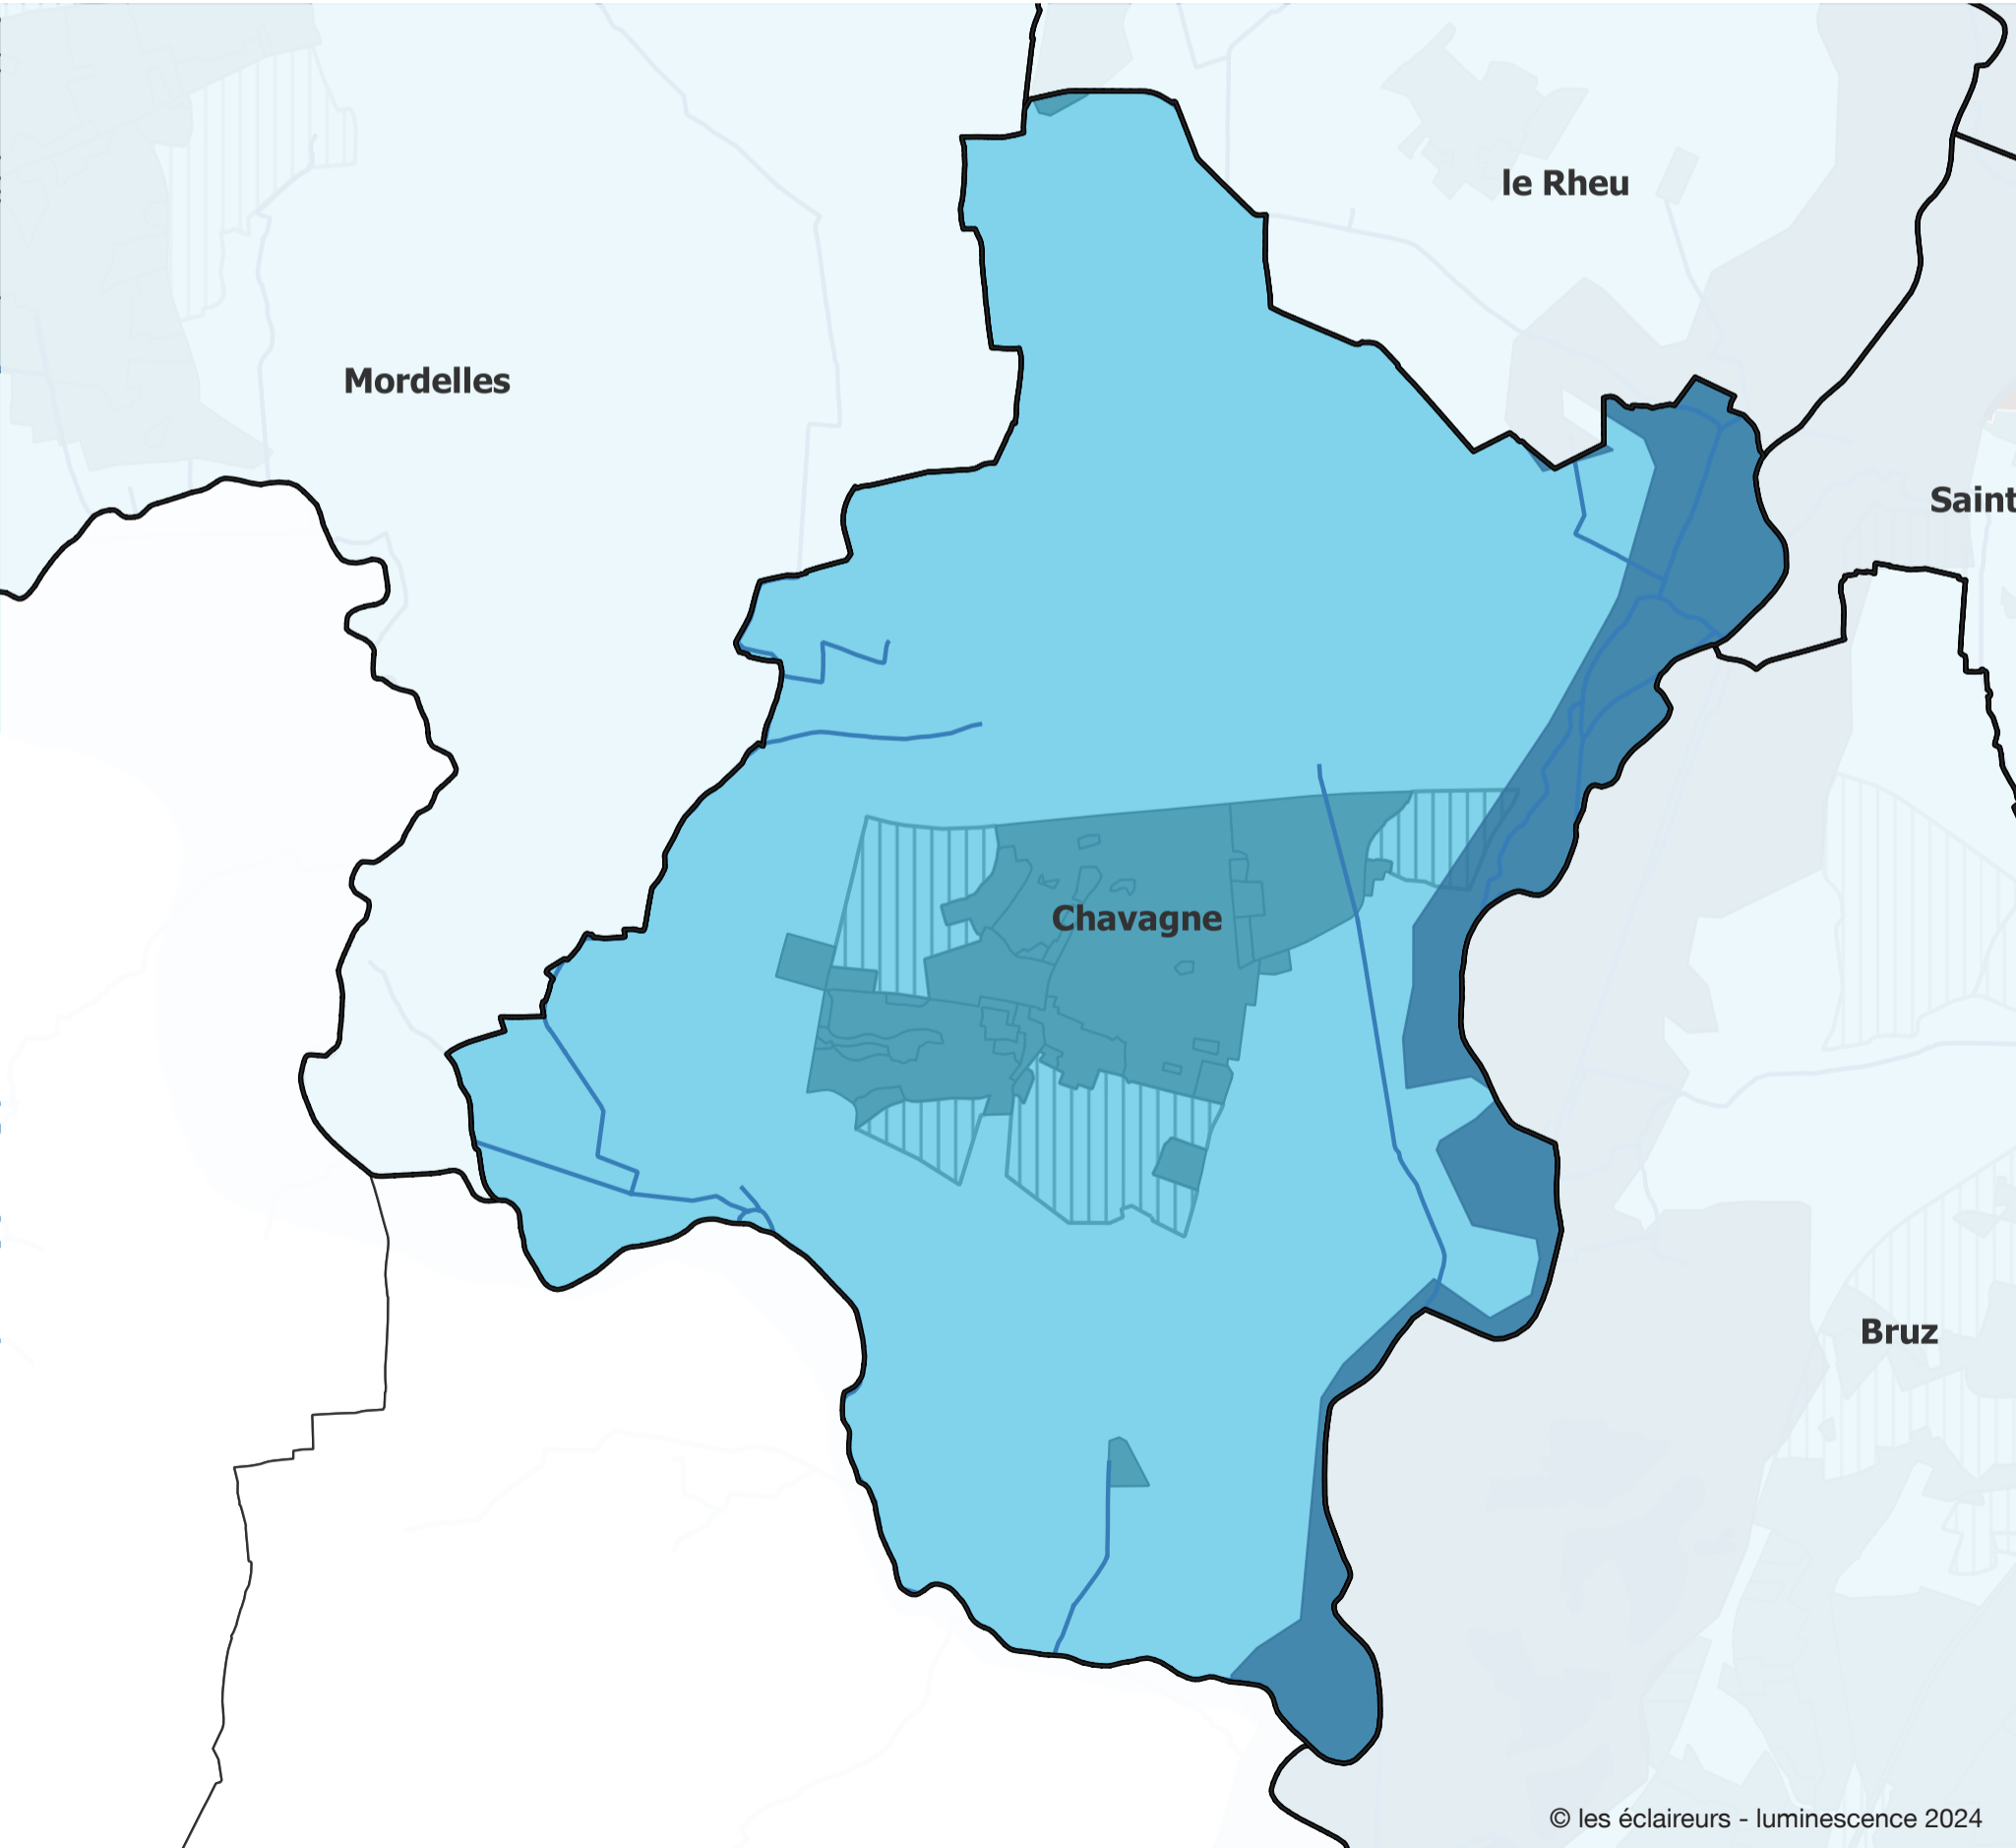 le Rheu
Mordelles
Saint
Chavagne
Bruz
© les éclaireurs - luminescence 2024